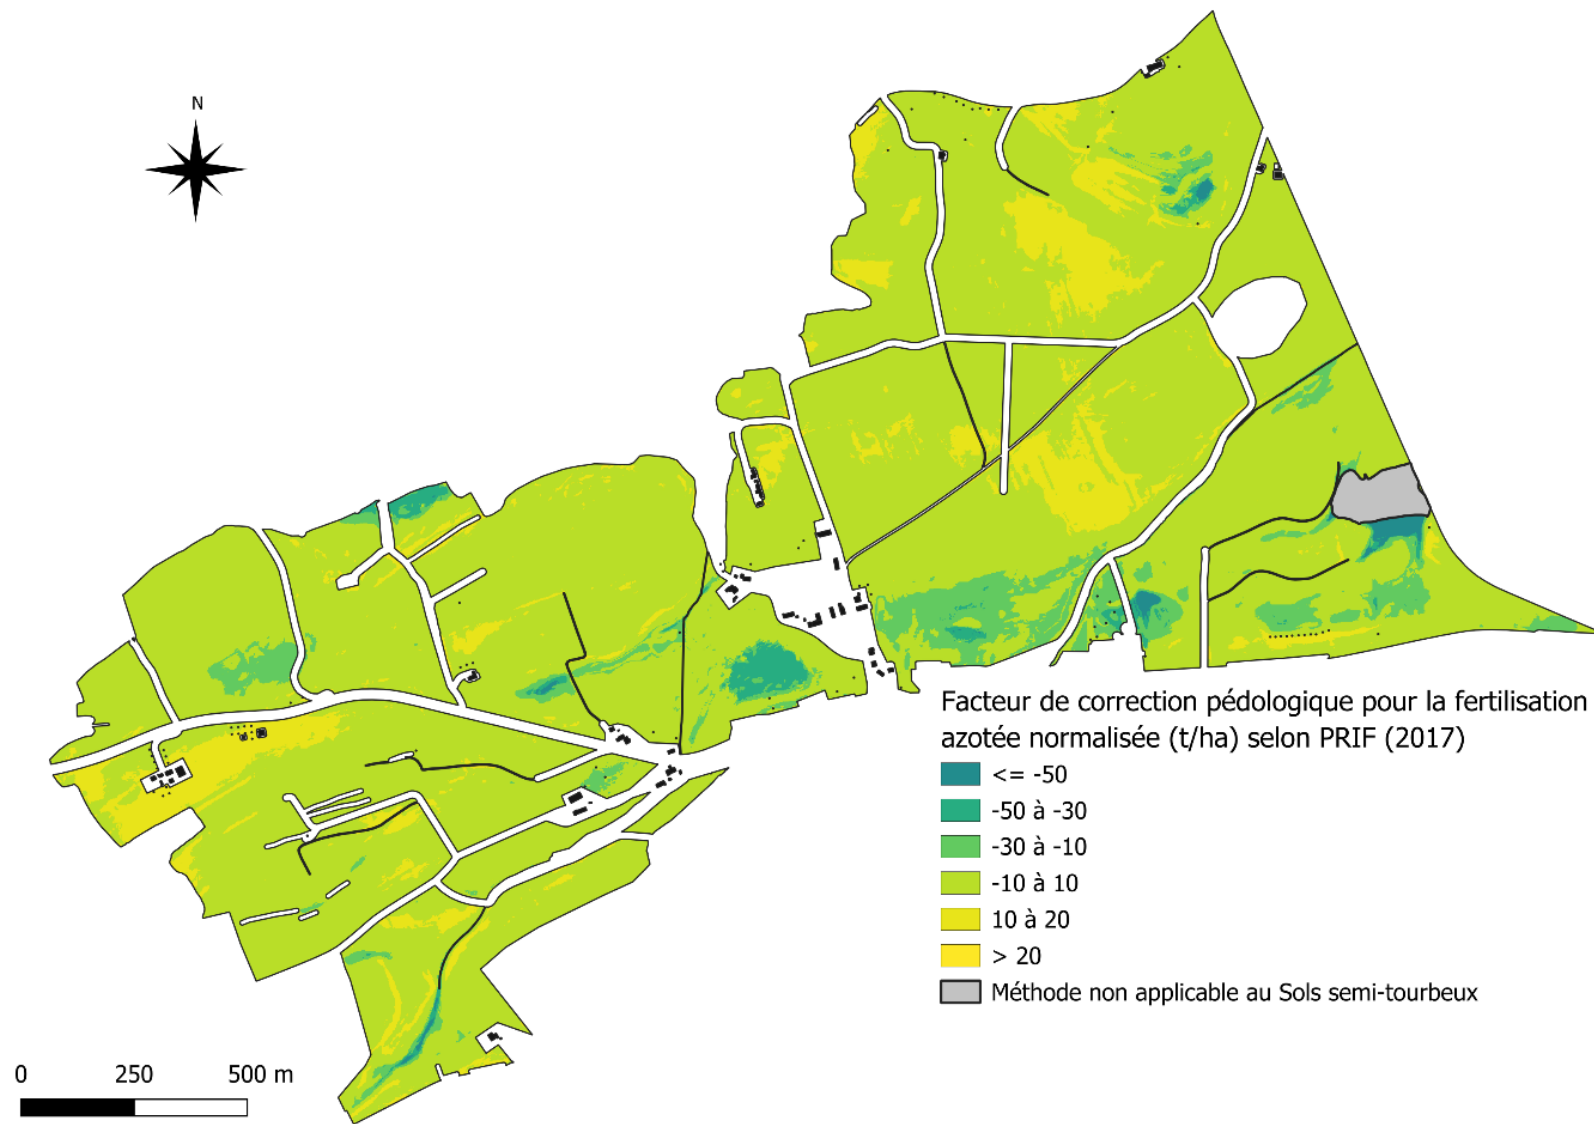 N
Facteur de correction pédologique pour la fertilisation
azotée normalisée (t/ha) selon PRIF (2017)
<= -50
-50 à -30
-30 à -10
-10 à 10
10 à 20
> 20
Méthode non applicable au Sols semi-tourbeux
0 250 500 m